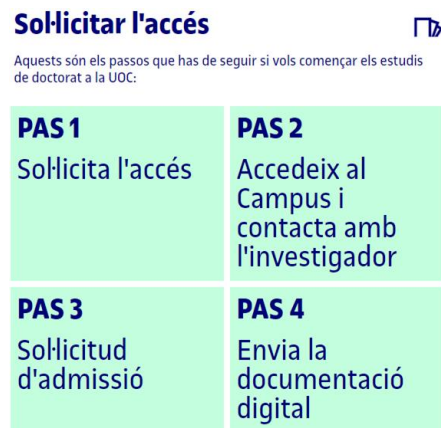 Sol·licitar l'accés
Aquests són els passos que has de seguir si vols començar els estudis
de doctorat a la UOC:
PAS 1
Sol·licita l'accés
PAS 2
Accedeix al
Campus i
contacta amb
l'investigador
PAS 3
Sol·licitud
d'admissió
PAS 4
Envia la
documentació
digital